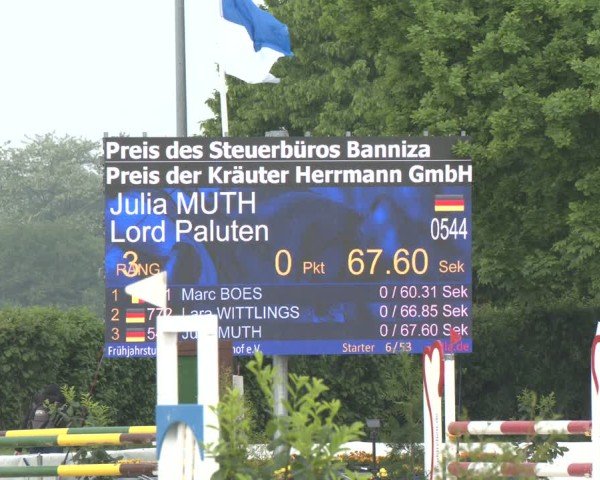 Preis des Steuerbüros Banniza
Preis der Kräuter Herrmann GmbH
Julia MUTH
Lord Paluten 0544
3 RANG 0 Pkt 67.60 Sek
1 Marc BOES 0 / 60.31 Sek
2 Lara WITTLINGS 0 / 66.85 Sek
3 MUTH 0 / 67.60 Sek
e.V. Starter 6 / 53